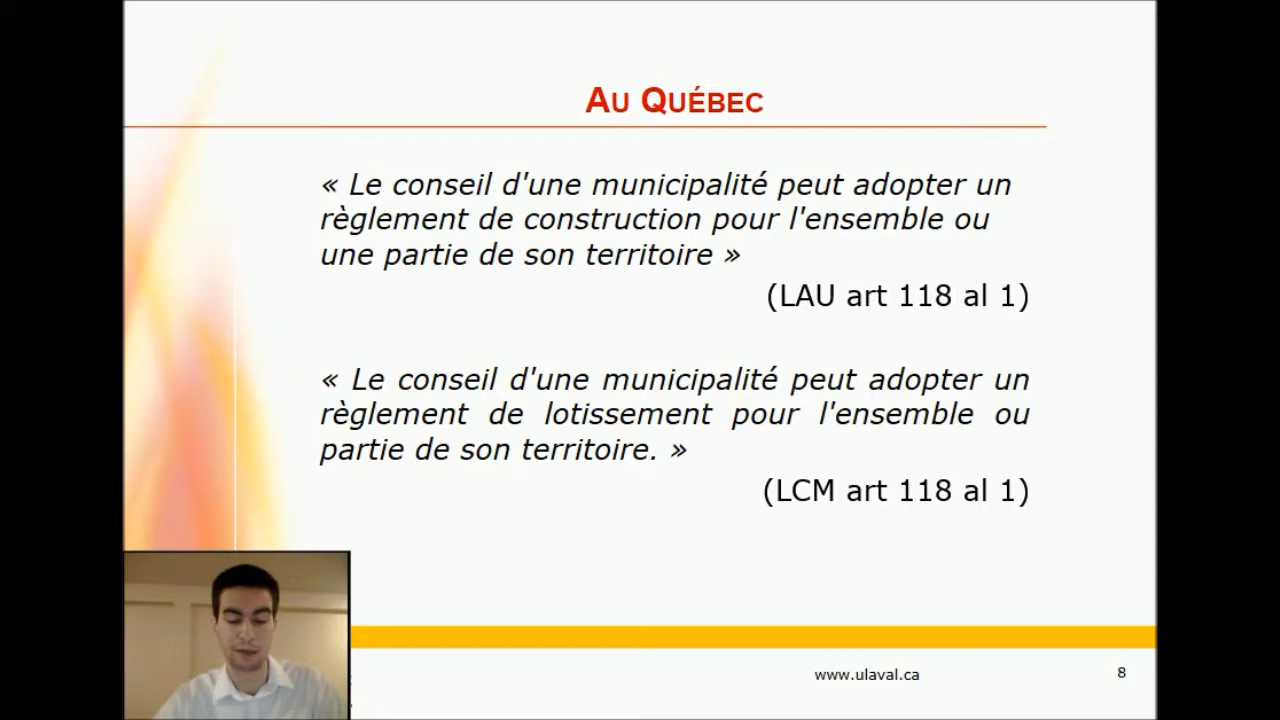 AU QUÉBEC
« Le conseil d'une municipalité peut adopter un
règlement de construction pour l'ensemble ou
une partie de son territoire »
(LAU art 118 al 1)
« Le conseil d'une municipalité peut adopter un
règlement de lotissement pour l'ensemble ou
partie de son territoire. »
(LCM art 118 al 1)
www.ulaval.ca
8